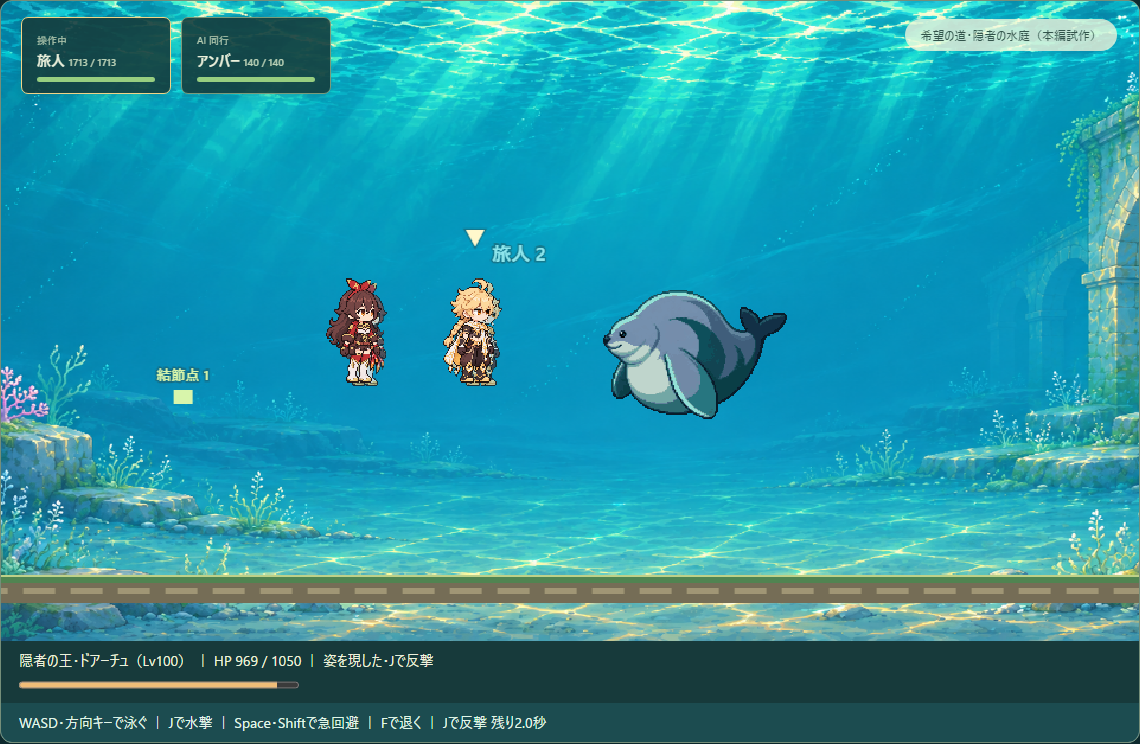 操作中
旅人 1713 / 1713
AI 同行
アンバー 140 / 140
希望の道・隠者の水庭（本編試作）
旅人 2
結節点 1
隠者の王・ドアーチュ（Lv100） | HP 969 / 1050 | 姿を現した・Jで反撃
WASD・方向キーで泳ぐ | Jで水撃 | Space・Shiftで急回避 | Fで退く | Jで反撃 残り2.0秒